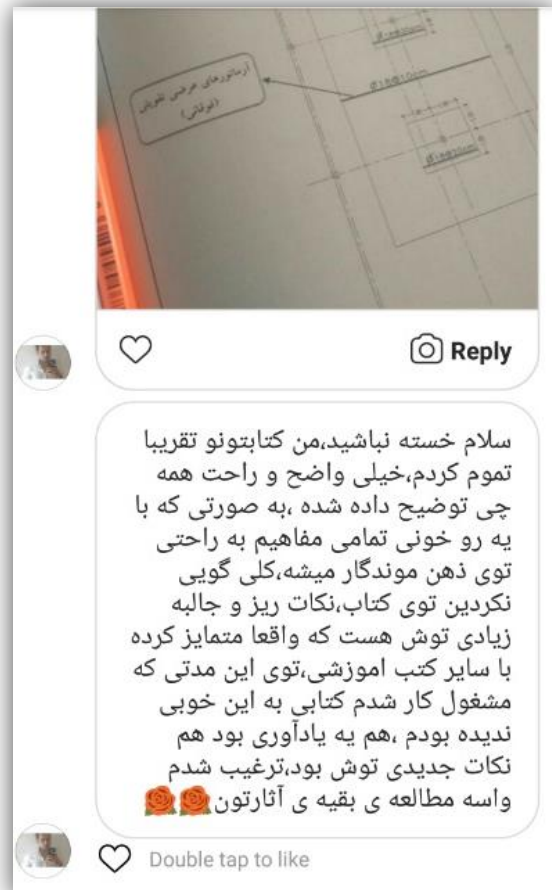 آرماتورهای عرضی تقویتی
(فوقانی)
Reply
سلام خسته نباشید،من کتابتونو تقریبا
تموم کردم،خیلی واضح و راحت همه
چی توضیح داده شده ،به صورتی که با
یه رو خونی تمامی مفاهیم به راحتی
توی ذهن موندگار میشه،کلی گویی
نکردین توی کتاب،نکات ریز و جالبه
زیادی توش هست که واقعا متمایز کرده
با سایر کتب اموزشی،توی این مدتی که
مشغول کار شدم کتابی به این خوبی
ندیده بودم ،هم یه یادآوری بود هم
نکات جدیدی توش بود،ترغیب شدم
واسه مطالعه ی بقیه ی آثارتون🌹🌹
Double tap to like